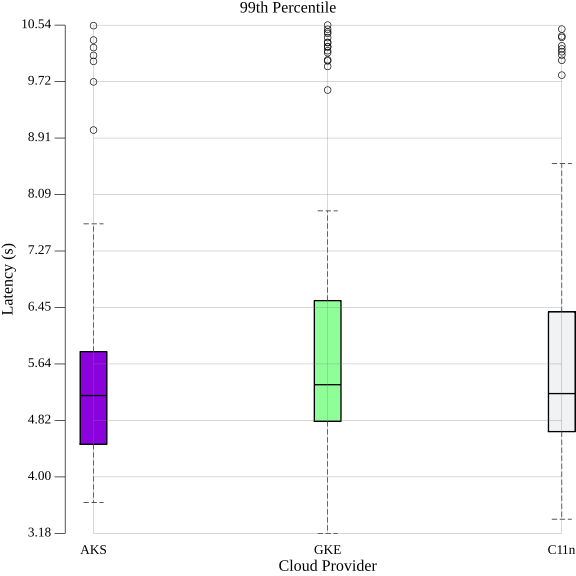 99th Percentile
10.54
9.72
8.91
8.09
7.27
6.45
5.64
4.82
4.00
3.18
Latency (s)
AKS
GKE
C11n
Cloud Provider